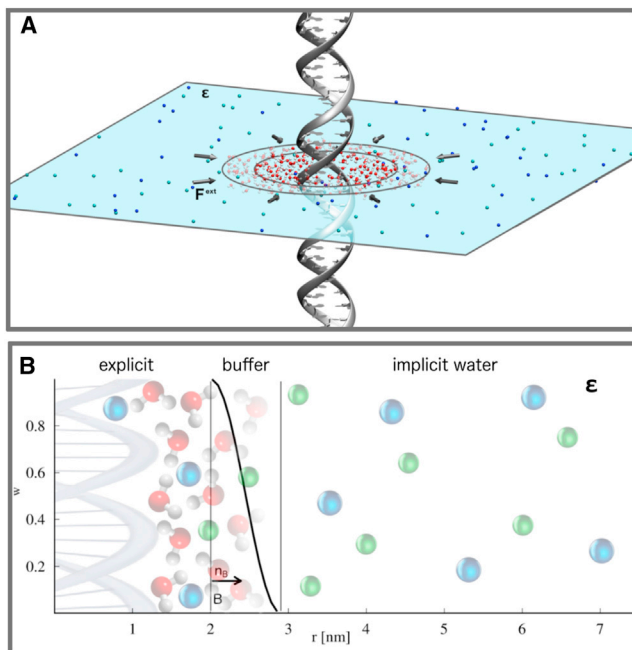 A
ε
F^ext
B
explicit buffer implicit water
ε
0.8
0.6
w
0.4
0.2
n_B
B
1 2 3 4 5 6 7
r [nm]